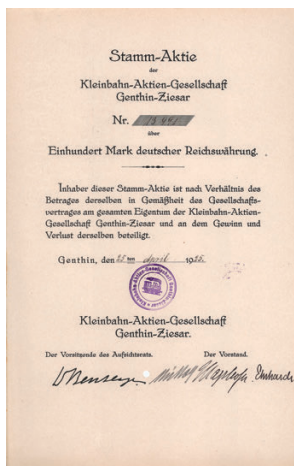 Stamm-Aktie
der
Kleinbahn-Aktien-Gesellschaft
Genthin-Ziesar
Nr.
über
Einhundert Mark deutscher Reichswährung.
Inhaber dieser Stamm-Aktie ist nach Verhältnis des
Betrages derselben in Gemäßheit des Gesellschafts-
vertrages am gesamten Eigentum der Kleinbahn-Aktien-
Gesellschaft Genthin-Ziesar und an dem Gewinn und
Verlust derselben beteiligt.
Genthin, den 25ten April 1925.
Kleinbahn-Aktien-Gesellschaft
Genthin-Ziesar.
Der Vorsitzende des Aufsichtsrats. Der Vorstand.